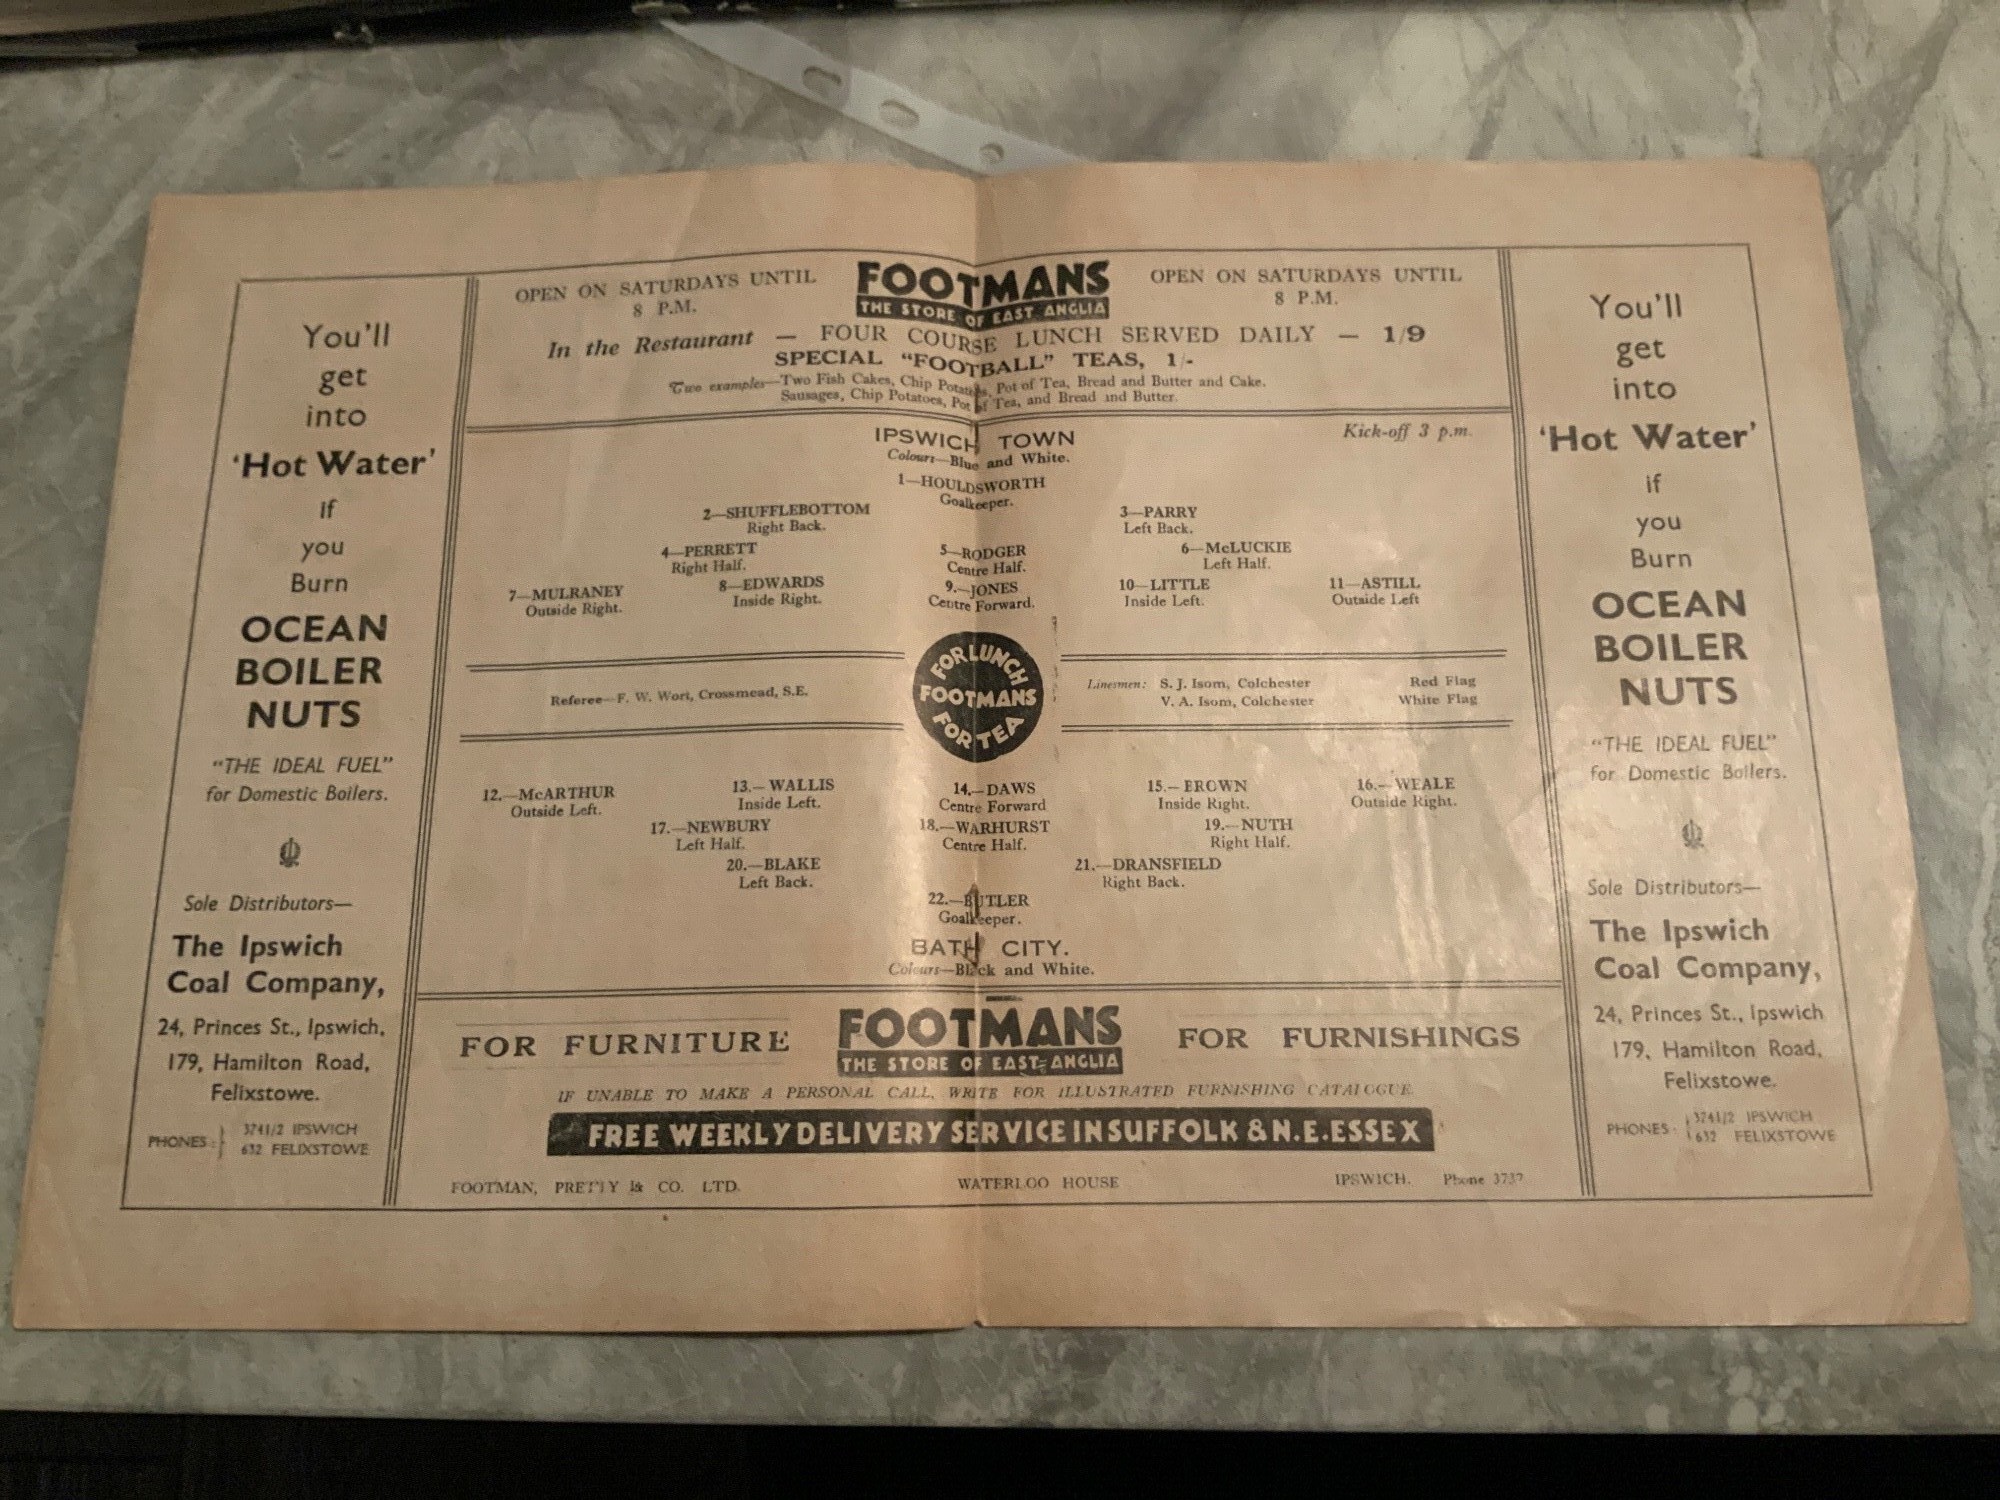 You'll
get
into
'Hot Water'
if
you
Burn
OCEAN
BOILER
NUTS
"THE IDEAL FUEL"
for Domestic Boilers.
Sole Distributors—
The Ipswich
Coal Company,
24, Princes St., Ipswich,
179, Hamilton Road,
Felixstowe.
PHONES: 3741/2 IPSWICH
632 FELIXSTOWE
OPEN ON SATURDAYS UNTIL
8 P.M.
FOOTMANS
THE STORE OF EAST ANGLIA
OPEN ON SATURDAYS UNTIL
8 P.M.
In the Restaurant — FOUR COURSE LUNCH SERVED DAILY — 1/9
SPECIAL "FOOTBALL" TEAS, 1/-
Two examples—Two Fish Cakes, Chip Potatoes, Pot of Tea, Bread and Butter and Cake.
Sausages, Chip Potatoes, Pot of Tea, and Bread and Butter.
IPSWICH TOWN Kick-off 3 p.m.
Colours—Blue and White.
1—HOULDSWORTH
Goalkeeper.
2—SHUFFLEBOTTOM 3—PARRY
Right Back. Left Back.
4—PERRETT 5—RODGER 6—McLUCKIE
Right Half. Centre Half. Left Half.
7—MULRANEY 8—EDWARDS 9.—JONES 10—LITTLE 11—ASTILL
Outside Right. Inside Right. Centre Forward. Inside Left. Outside Left
FOR LUNCH
FOOTMANS
FOR TEA
Referee—F. W. Wort, Crossmead, S.E.
Linesmen: S. J. Isom, Colchester Red Flag
V. A. Isom, Colchester White Flag
12.—McARTHUR 13.—WALLIS 14.—DAWS 15.—BROWN 16.—WEALE
Outside Left. Inside Left. Centre Forward Inside Right. Outside Right.
17.—NEWBURY 18.—WARHURST 19.—NUTH
Left Half. Centre Half. Right Half.
20.—BLAKE 21.—DRANSFIELD
Left Back. Right Back.
22.—BUTLER
Goalkeeper.
BATH CITY.
Colours—Black and White.
FOR FURNITURE FOOTMANS FOR FURNISHINGS
THE STORE OF EAST ANGLIA
IF UNABLE TO MAKE A PERSONAL CALL, WRITE FOR ILLUSTRATED FURNISHING CATALOGUE
FREE WEEKLY DELIVERY SERVICE IN SUFFOLK & N.E. ESSEX
FOOTMAN, PRETTY & CO. LTD. WATERLOO HOUSE IPSWICH. Phone 3737
You'll
get
into
'Hot Water'
if
you
Burn
OCEAN
BOILER
NUTS
"THE IDEAL FUEL"
for Domestic Boilers.
Sole Distributors—
The Ipswich
Coal Company,
24, Princes St., Ipswich
179, Hamilton Road,
Felixstowe.
PHONES: 3741/2 IPSWICH
632 FELIXSTOWE